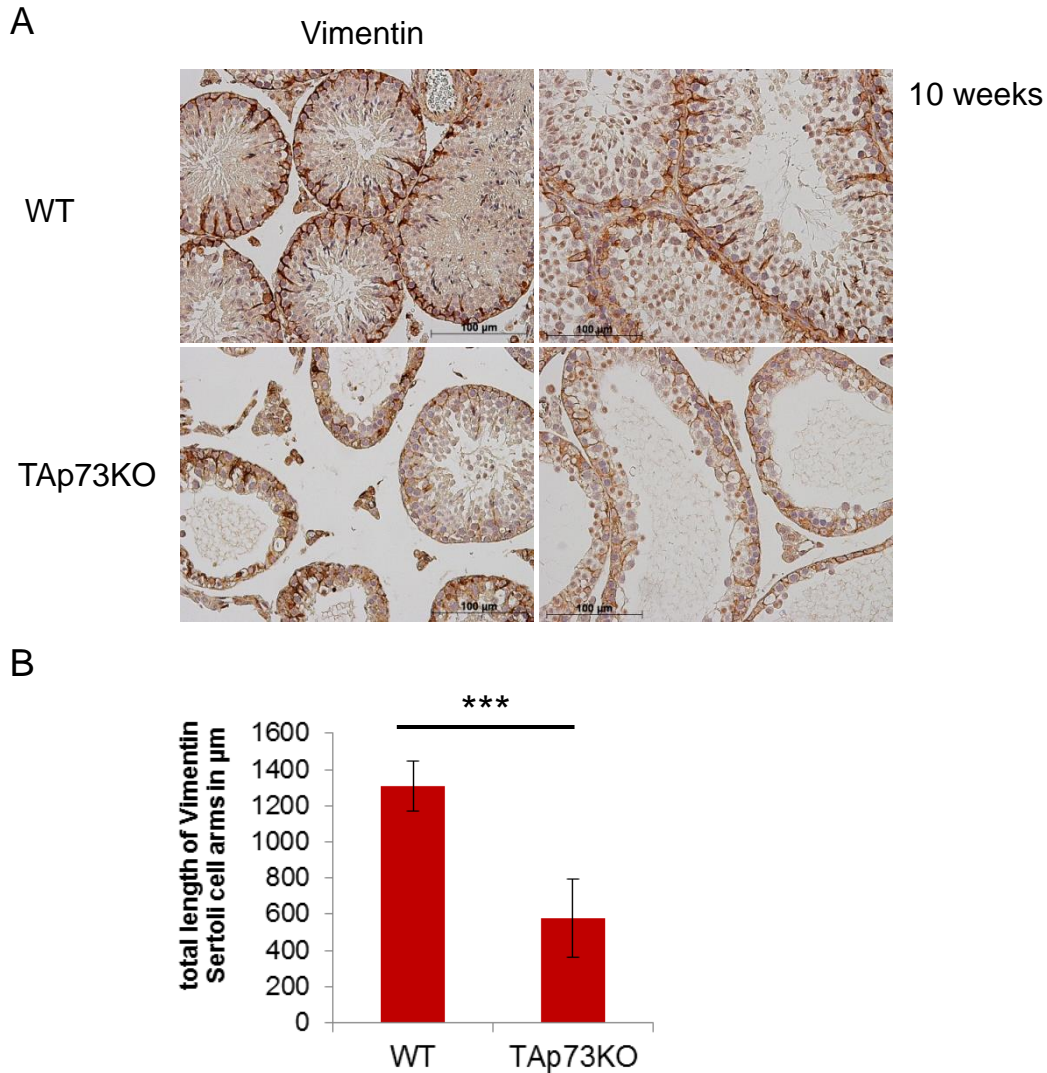 A
Vimentin
10 weeks
WT
100 µm
100 µm
TAp73KO
100 µm
100 µm
B
***
total length of Vimentin
Sertoli cell arms in µm
1600
1400
1200
1000
800
600
400
200
0
WT
TAp73KO